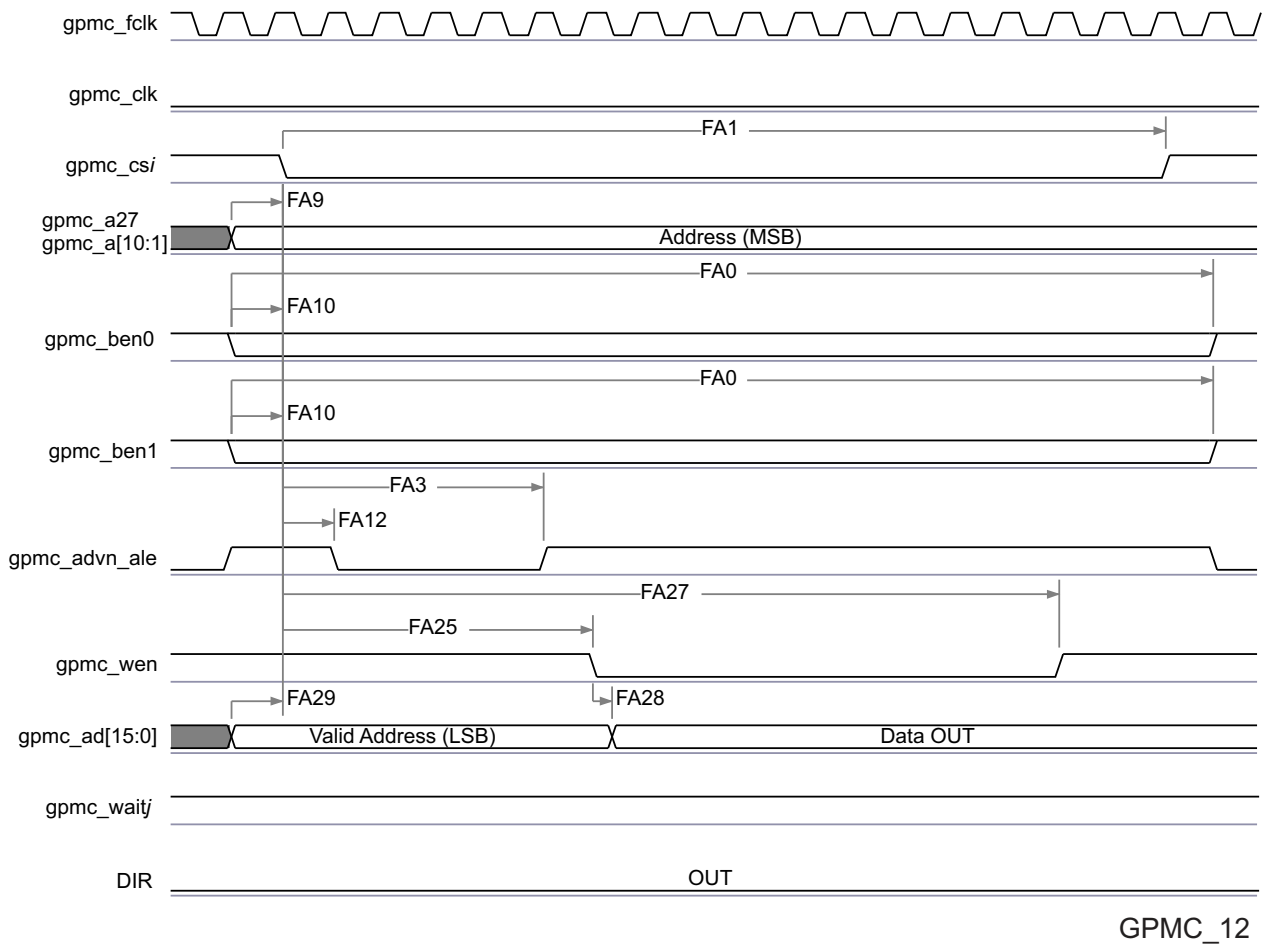 gpmc_fclk
gpmc_clk
FA1
gpmc_csi
FA9
gpmc_a27
gpmc_a[10:1]
Address (MSB)
FA0
FA10
gpmc_ben0
FA0
FA10
gpmc_ben1
FA3
FA12
gpmc_advn_ale
FA27
FA25
gpmc_wen
FA29
FA28
gpmc_ad[15:0]
Valid Address (LSB)
Data OUT
gpmc_waitj
DIR
OUT
GPMC_12